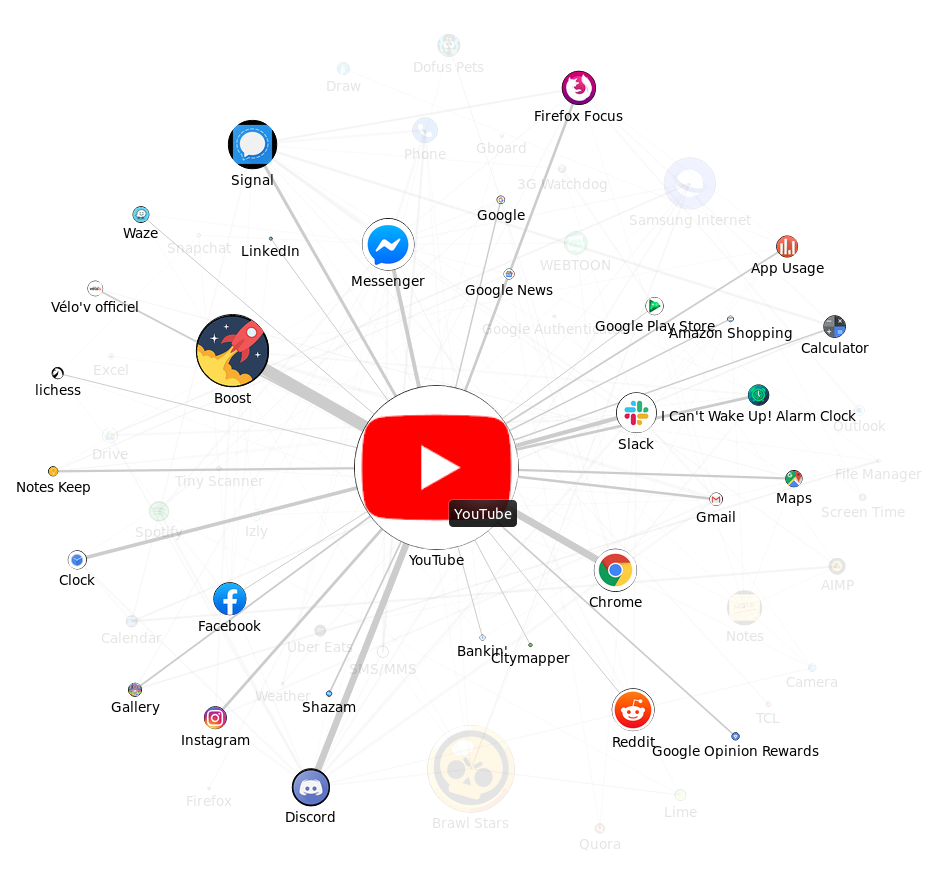 Dofus Pets
Draw
Firefox Focus
Phone
Gboard
Signal
3G Watchdog
Google
Samsung Internet
Waze
Snapchat
LinkedIn
WEBTOON
App Usage
Messenger
Google News
Vélo'v officiel
Google Authenti
Google Play Store
Amazon Shopping
Calculator
Excel
lichess
Boost
I Can't Wake Up! Alarm Clock
Outlook
Slack
Drive
File Manager
Tiny Scanner
Notes Keep
Maps
Screen Time
YouTube
Gmail
Spotify
Izly
YouTube
Clock
AIMP
Chrome
Facebook
Calendar
Notes
Uber Eats
Bankin'
Citymapper
SMS/MMS
Camera
Weather
Gallery
Shazam
TCL
Instagram
Reddit
Google Opinion Rewards
Firefox
Discord
Brawl Stars
Lime
Quora